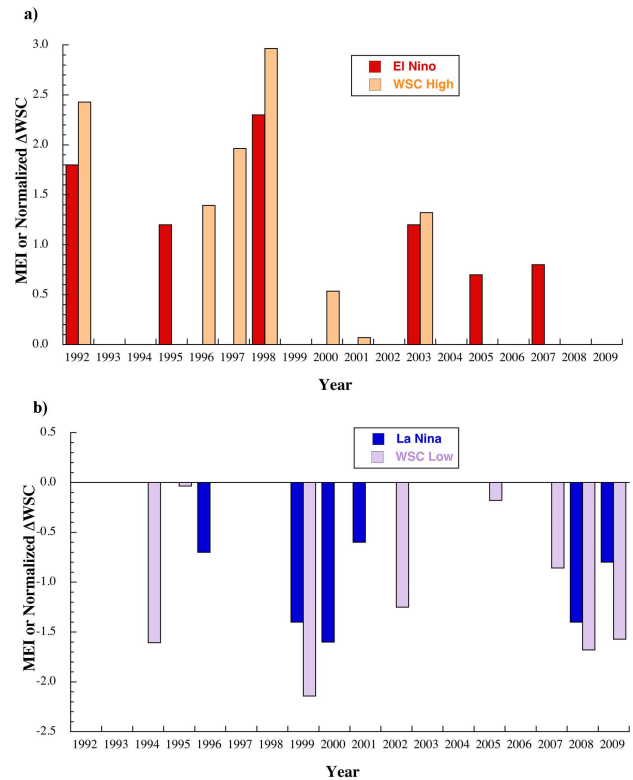 a)
MEI or Normalized ΔWSC
3.0
2.5
2.0
1.5
1.0
0.5
0.0
El Nino
WSC High
1992 1993 1994 1995 1996 1997 1998 1999 2000 2001 2002 2003 2004 2005 2006 2007 2008 2009
Year
b)
MEI or Normalized ΔWSC
0.5
0.0
-0.5
-1.0
-1.5
-2.0
-2.5
La Nina
WSC Low
1992 1993 1994 1995 1996 1997 1998 1999 2000 2001 2002 2003 2004 2005 2006 2007 2008 2009
Year